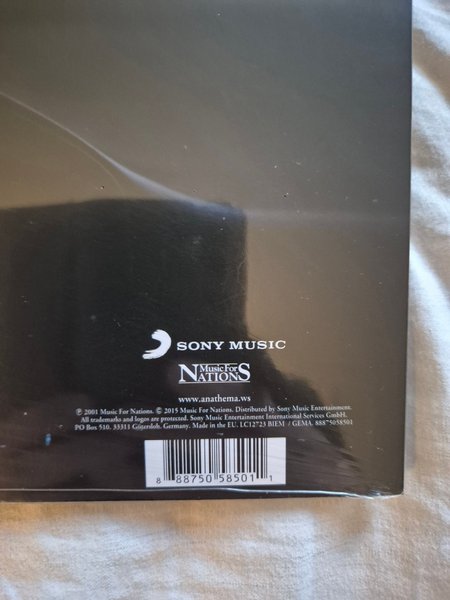 SONY MUSIC
Music For
NATIONS
www.anathema.ws
℗ 2001 Music For Nations. © 2015 Music For Nations. Distributed by Sony Music Entertainment.
All trademarks and logos are protected. Sony Music Entertainment International Services GmbH.
PO Box 510. 33311 Gütersloh. Germany. Made in the EU. LC12723 BIEM / GEMA. 88875058501
8 88750 58501 1